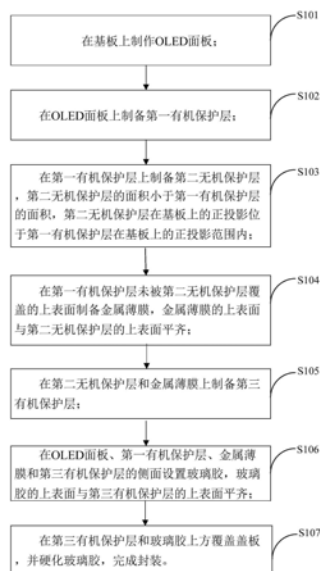 S101
在基板上制作OLED面板;
S102
在OLED面板上制备第一有机保护层;
S103
在第一有机保护层上制备第二无机保护层
,第二无机保护层的面积小于第一有机保护层
的面积,第二无机保护层在基板上的正投影位
于第一有机保护层在基板上的正投影范围内;
S104
在第一有机保护层未被第二无机保护层覆
盖的上表面制备金属薄膜,金属薄膜的上表面
与第二无机保护层的上表面平齐;
S105
在第二无机保护层和金属薄膜上制备第三
有机保护层;
S106
在OLED面板、第一有机保护层、金属薄
膜和第三有机保护层的侧面设置玻璃胶,玻璃
胶的上表面与第三有机保护层的上表面平齐;
S107
在第三有机保护层和玻璃胶上方覆盖盖板
,并硬化玻璃胶,完成封装。